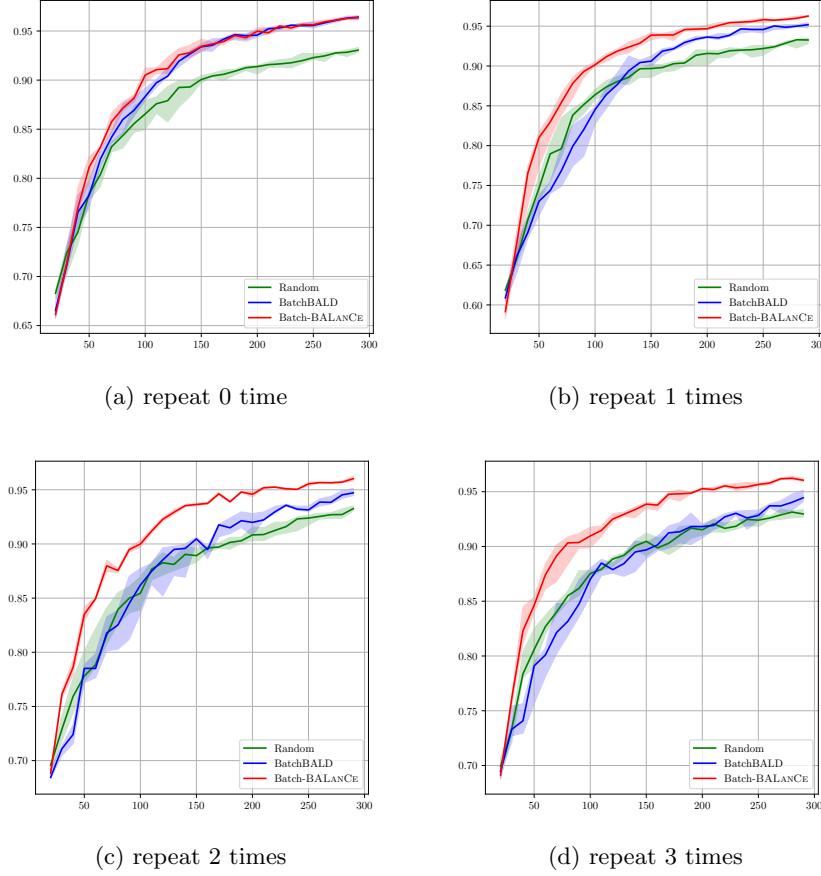 0.95
0.90
0.85
0.80
0.75
0.70
0.65
50 100 150 200 250 300
Random
BatchBALD
Batch-BALanCe
(a) repeat 0 time
0.95
0.90
0.85
0.80
0.75
0.70
0.65
0.60
50 100 150 200 250 300
Random
BatchBALD
Batch-BALanCe
(b) repeat 1 times
0.95
0.90
0.85
0.80
0.75
0.70
50 100 150 200 250 300
Random
BatchBALD
Batch-BALanCe
(c) repeat 2 times
0.95
0.90
0.85
0.80
0.75
0.70
50 100 150 200 250 300
Random
BatchBALD
Batch-BALanCe
(d) repeat 3 times